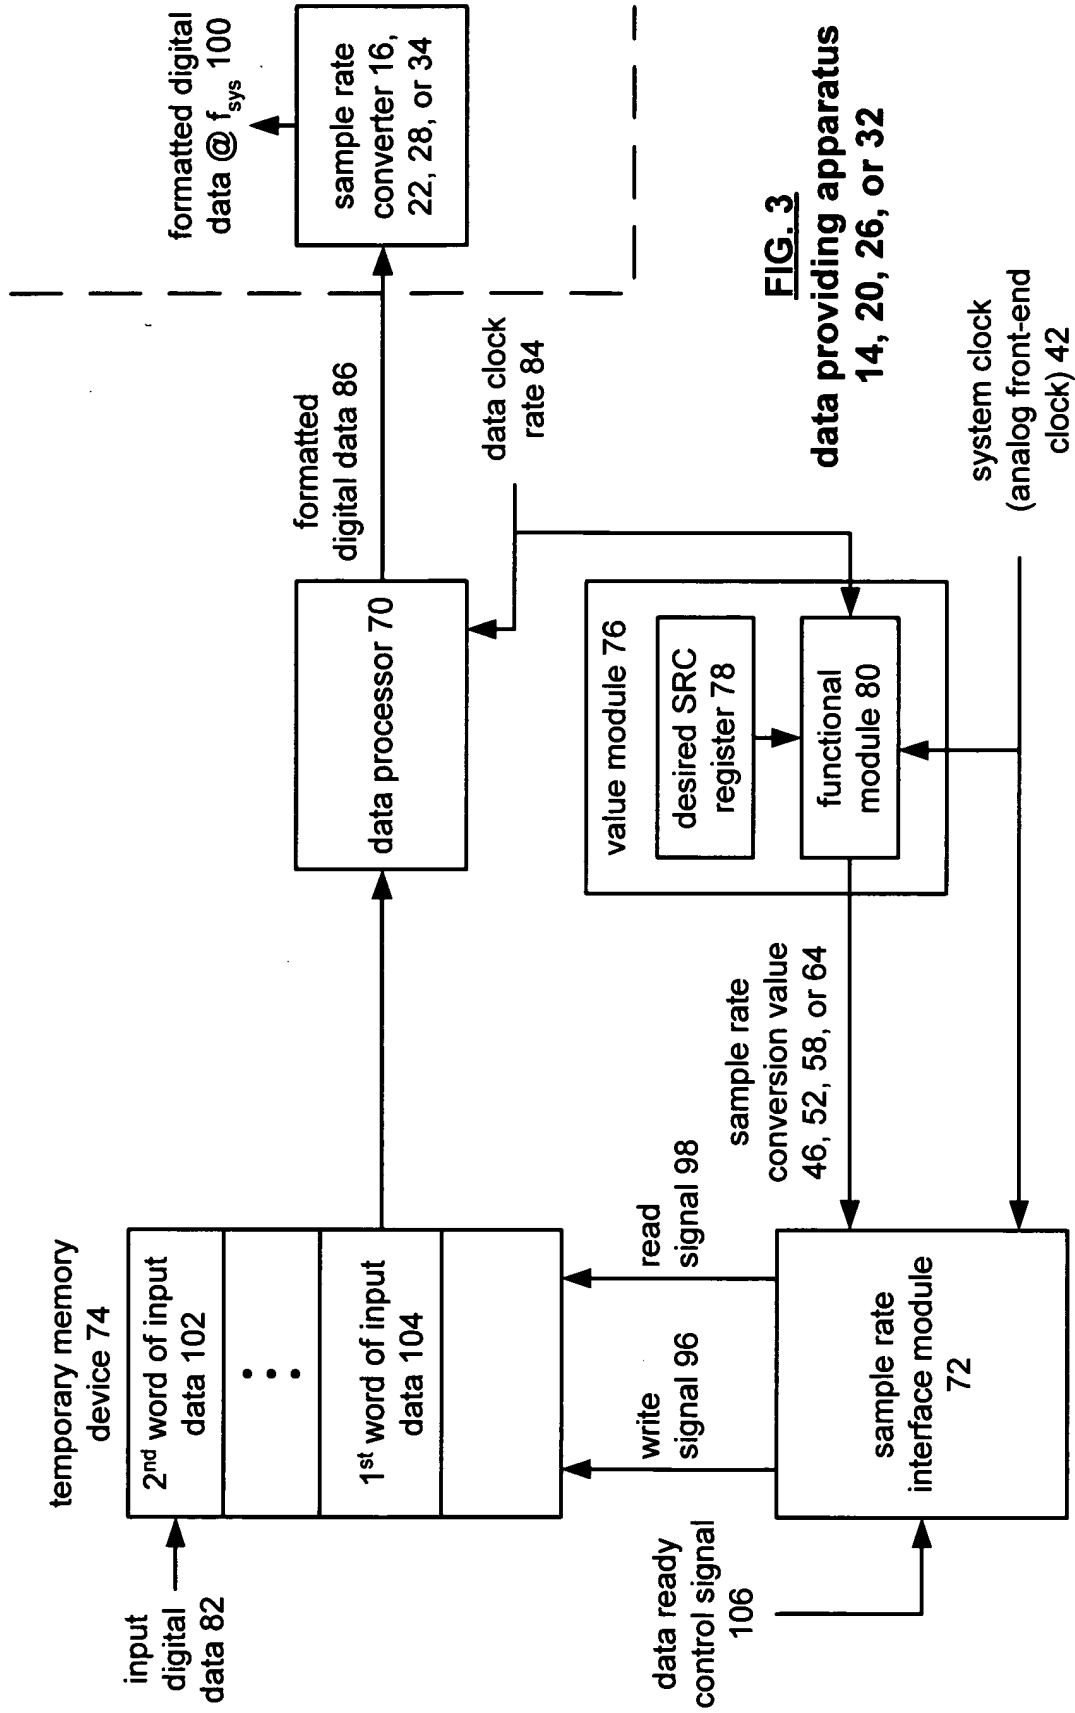 temporary memory
device 74
input
digital
data 82
2nd word of input
data 102
1st word of input
data 104
data processor 70
formatted
digital data 86
formatted digital
data @ fsys 100
sample rate
converter 16,
22, 28, or 34
data clock
rate 84
write
signal 96
read
signal 98
data ready
control signal
106
sample rate
interface module
72
sample rate
conversion value
46, 52, 58, or 64
value module 76
desired SRC
register 78
functional
module 80
system clock
(analog front-end
clock) 42
FIG. 3
data providing apparatus
14, 20, 26, or 32